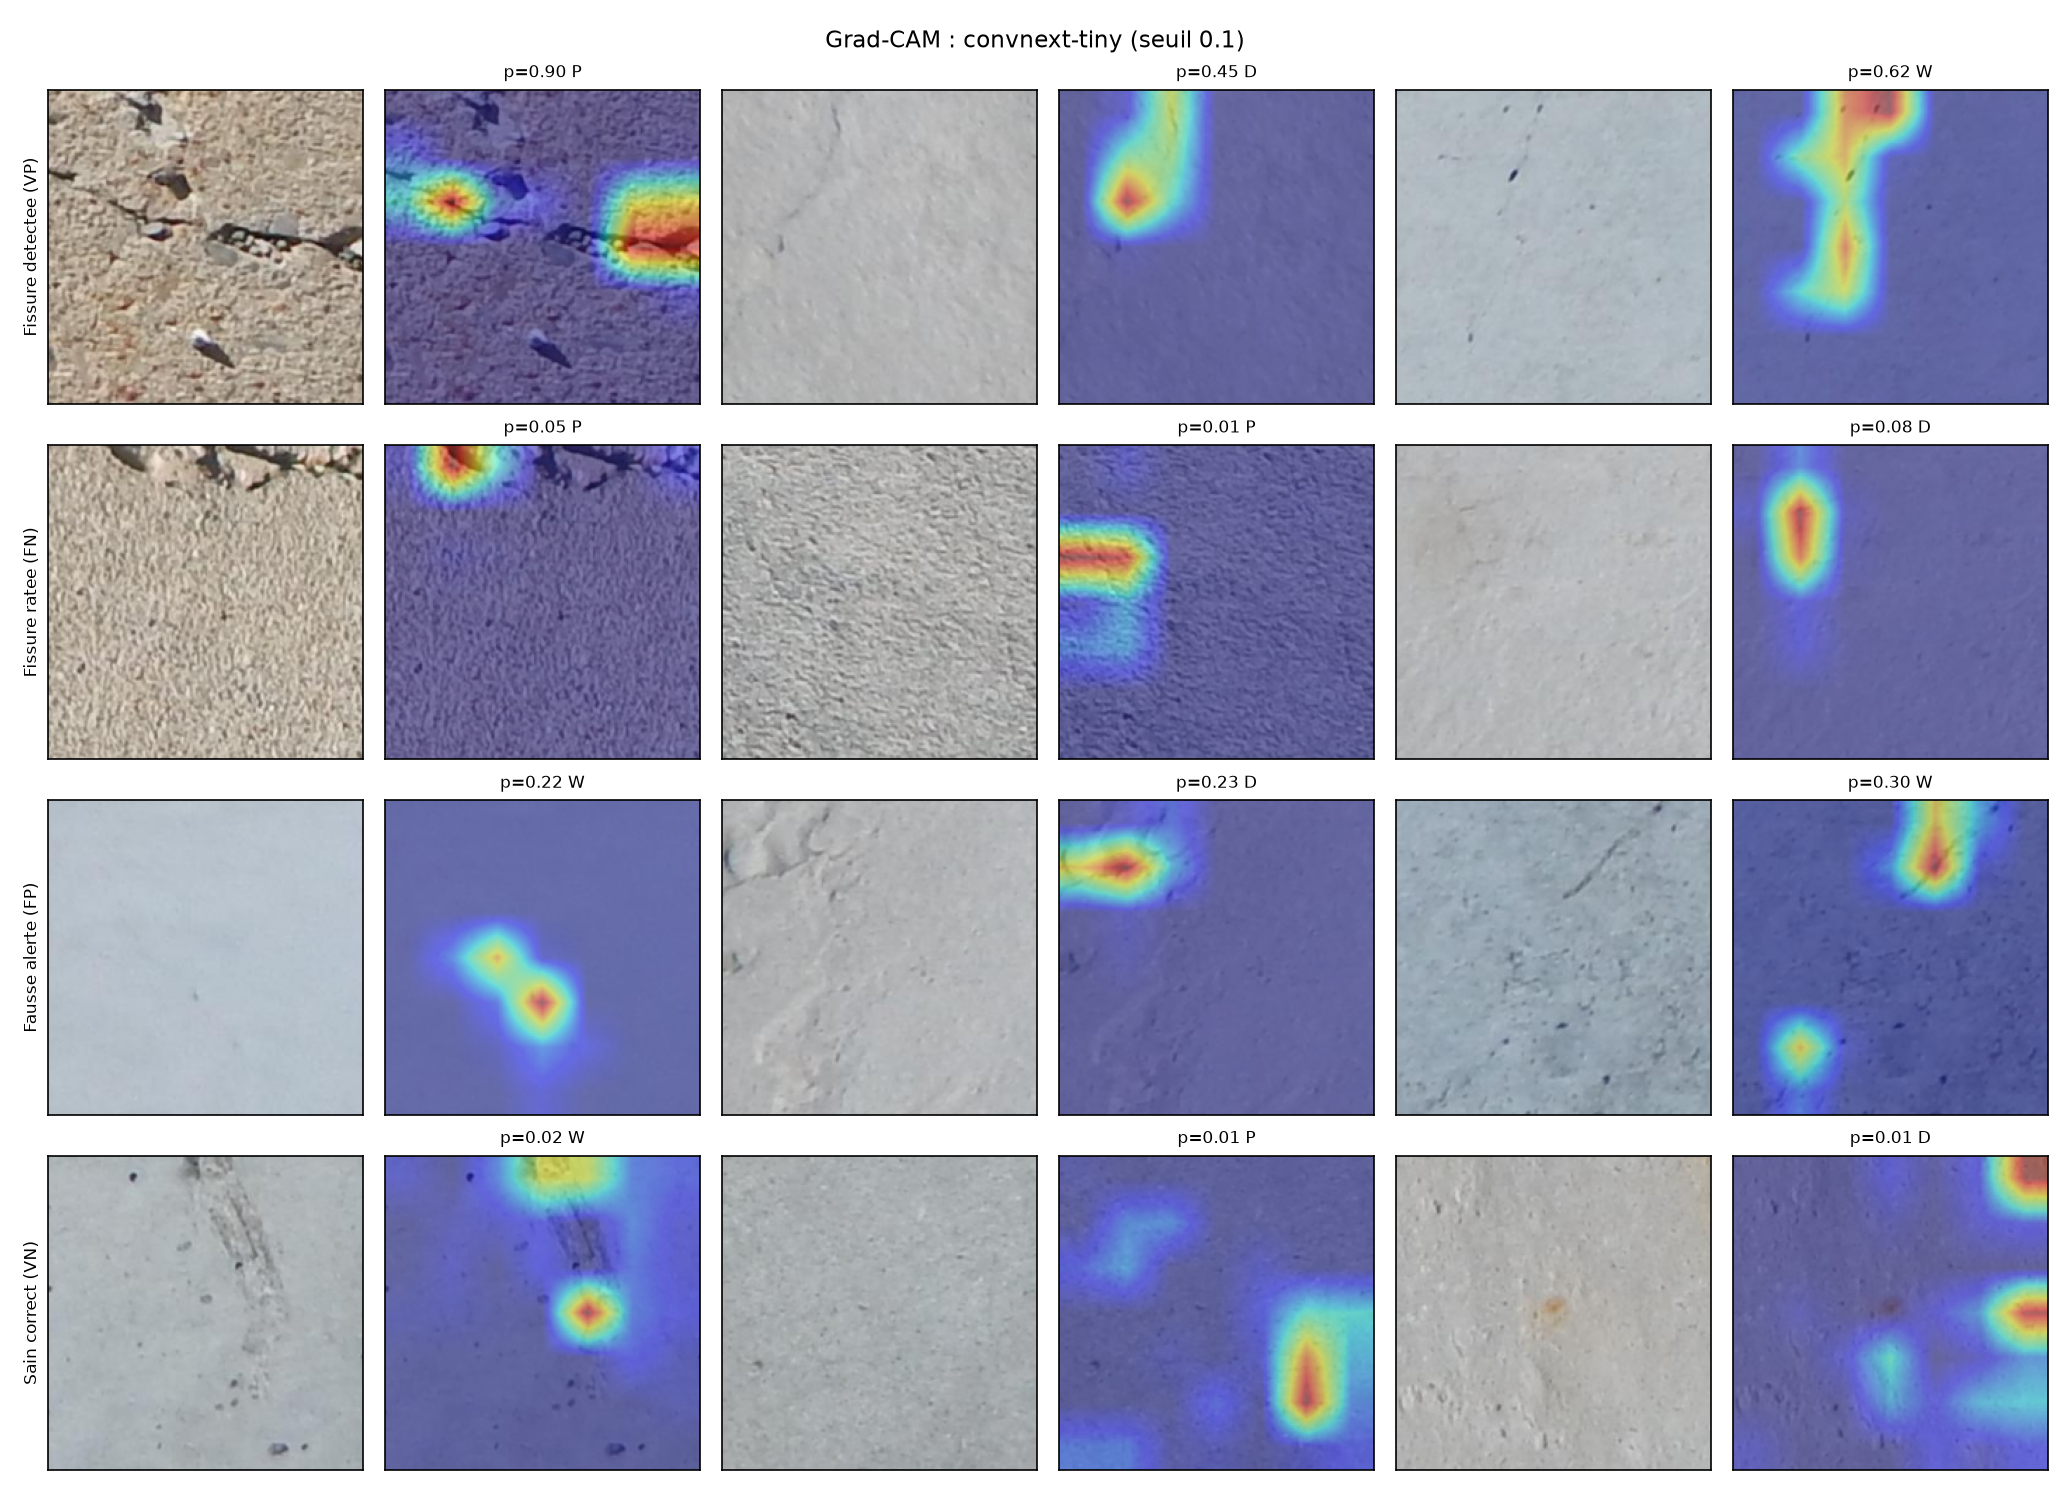 Grad-CAM : convnext-tiny (seuil 0.1)
p=0.90 P
p=0.45 D
p=0.62 W
Fissure detectee (VP)
p=0.05 P
p=0.01 P
p=0.08 D
Fissure ratee (FN)
p=0.22 W
p=0.23 D
p=0.30 W
Fausse alerte (FP)
p=0.02 W
p=0.01 P
p=0.01 D
Sain correct (VN)